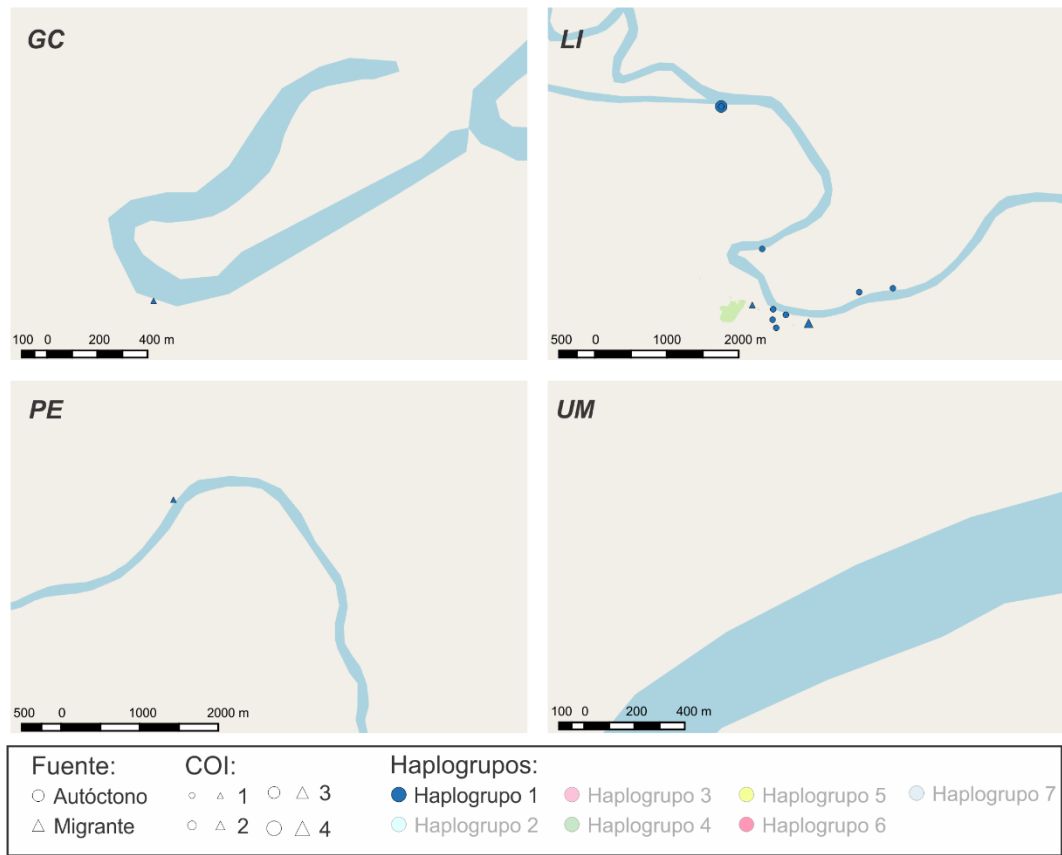 GC
LI
100 0 200 400 m
500 0 1000 2000 m
PE
UM
500 0 1000 2000 m
100 0 200 400 m
Fuente: COI: Haplogrupos:
Autóctono 1 3 Haplogrupo 1 Haplogrupo 3 Haplogrupo 5 Haplogrupo 7
Migrante 2 4 Haplogrupo 2 Haplogrupo 4 Haplogrupo 6